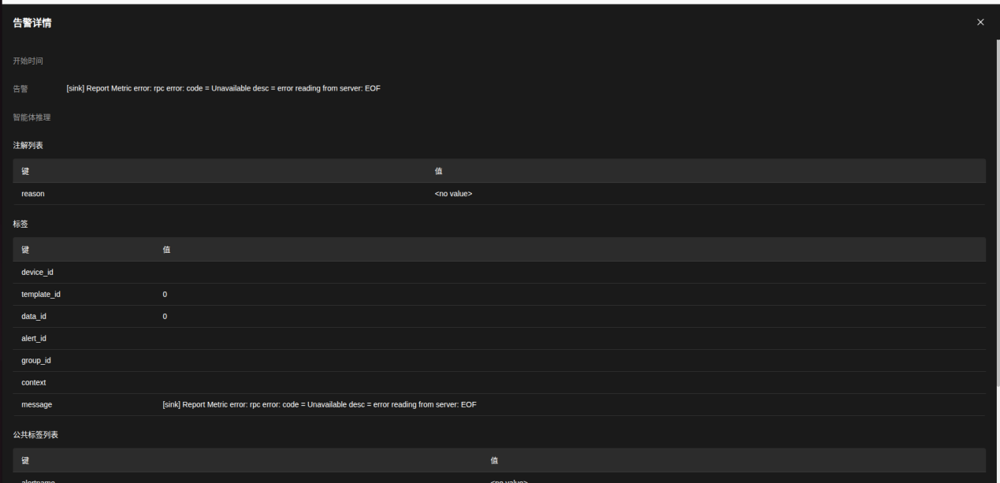 告警详情
开始时间
告警 [sink] Report Metric error: rpc error: code = Unavailable desc = error reading from server: EOF
智能体推理
注解列表
键 值
reason <no value>
标签
键 值
device_id
template_id 0
data_id 0
alert_id
group_id
context
message [sink] Report Metric error: rpc error: code = Unavailable desc = error reading from server: EOF
公共标签列表
键 值
alertname <no value>